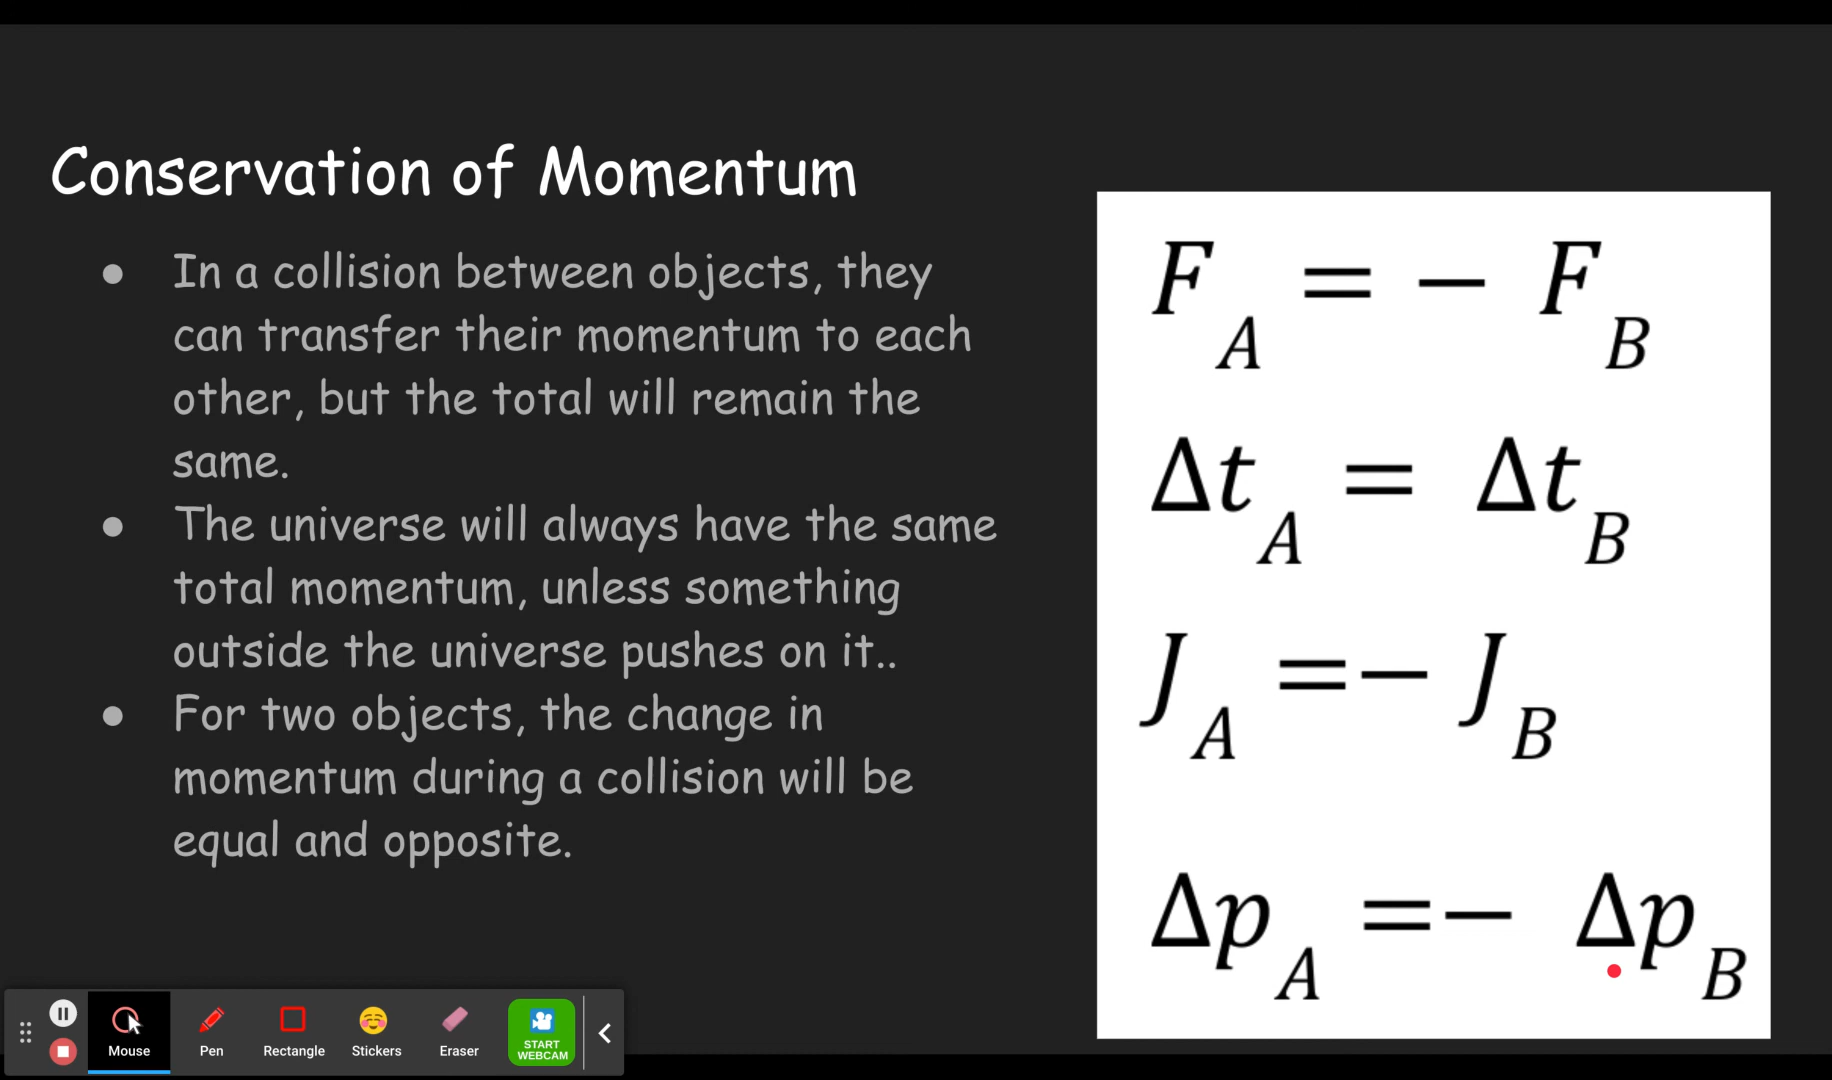 Conservation of Momentum
● In a collision between objects, they
can transfer their momentum to each
other, but the total will remain the
same.
● The universe will always have the same
total momentum, unless something
outside the universe pushes on it..
● For two objects, the change in
momentum during a collision will be
equal and opposite.
F_A = − F_B
Δt_A = Δt_B
J_A =− J_B
Δp_A =− Δp_B
Mouse
Pen
Rectangle
Stickers
Eraser
START
WEBCAM